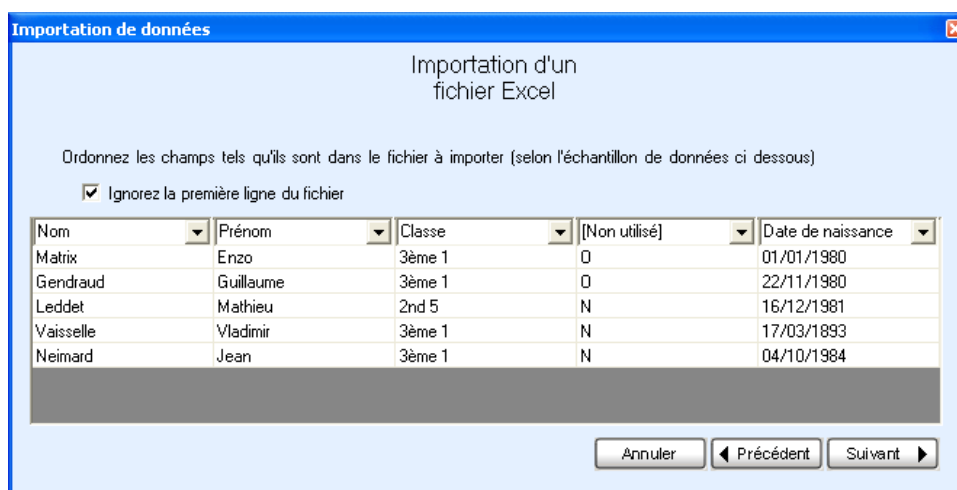 Importation de données
Importation d'un
fichier Excel
Ordonnez les champs tels qu'ils sont dans le fichier à importer (selon l'échantillon de données ci dessous)
Ignorez la première ligne du fichier
Nom Prénom Classe [Non utilisé] Date de naissance
Matrix Enzo 3ème 1 O 01/01/1980
Gendraud Guillaume 3ème 1 O 22/11/1980
Leddet Mathieu 2nd 5 N 16/12/1981
Vaisselle Vladimir 3ème 1 N 17/03/1893
Neimard Jean 3ème 1 N 04/10/1984
Annuler Précédent Suivant